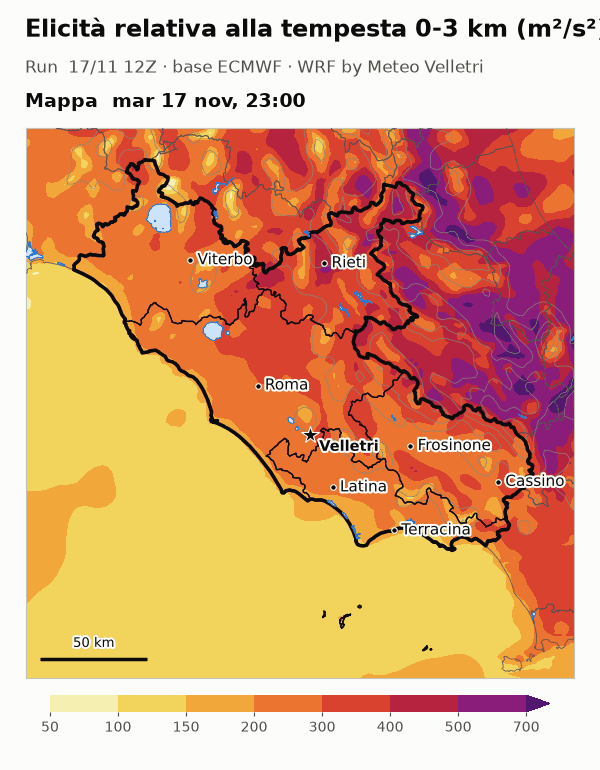 Elicità relativa alla tempesta 0-3 km (m²/s²)
Run 17/11 12Z · base ECMWF · WRF by Meteo Velletri
Mappa mar 17 nov, 23:00
Viterbo
Rieti
Roma
Velletri
Frosinone
Latina
Cassino
Terracina
50 km
50 100 150 200 300 400 500 700